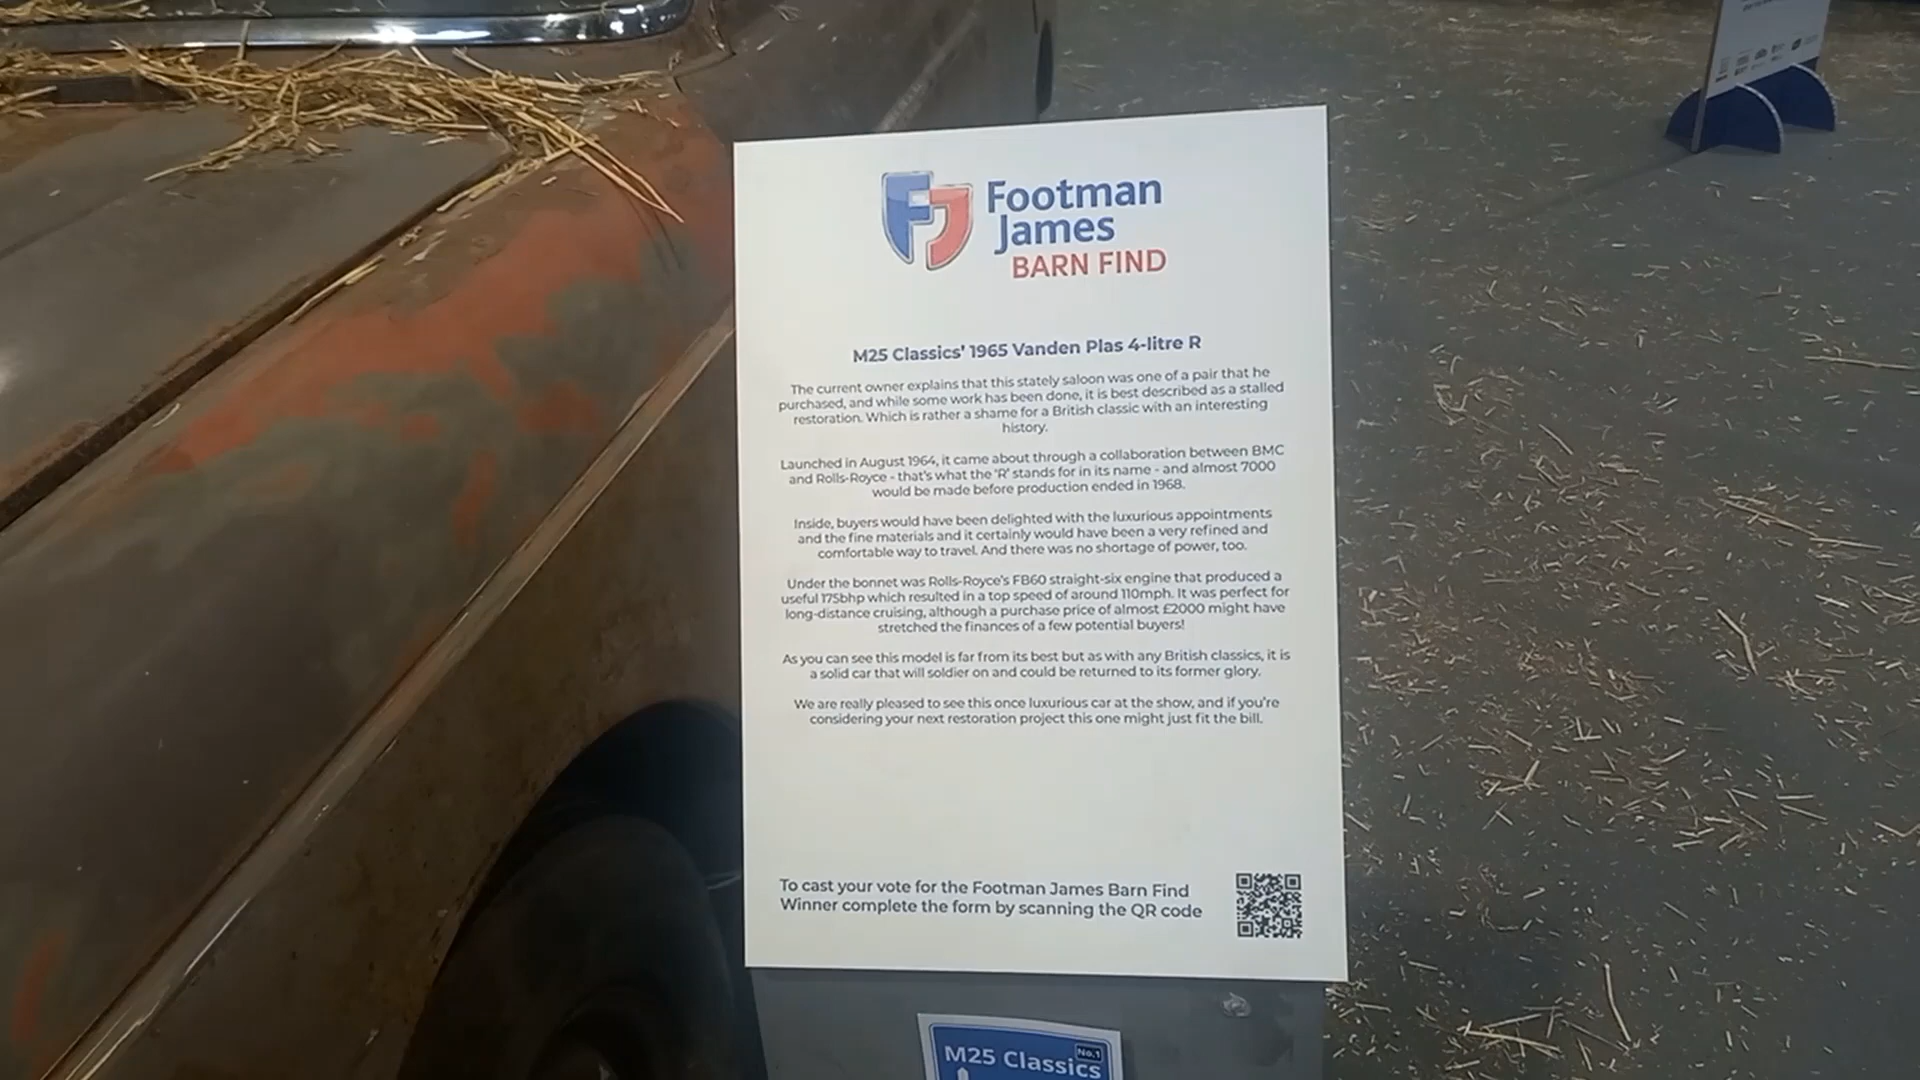 Footman
James
BARN FIND
M25 Classics' 1965 Vanden Plas 4-litre R
The current owner explains that this stately saloon was one of a pair that he
purchased, and while some work has been done, it is best described as a stalled
restoration. Which is rather a shame for a British classic with an interesting
history.
Launched in August 1964, it came about through a collaboration between BMC
and Rolls-Royce - that's what the 'R' stands for in its name - and almost 7000
would be made before production ended in 1968.
Inside, buyers would have been delighted with the luxurious appointments
and the fine materials and it certainly would have been a very refined and
comfortable way to travel. And there was no shortage of power, too.
Under the bonnet was Rolls-Royce's FB60 straight-six engine that produced a
useful 175bhp which resulted in a top speed of around 110mph. It was perfect for
long-distance cruising, although a purchase price of almost £2000 might have
stretched the finances of a few potential buyers!
As you can see this model is far from its best but as with any British classics, it is
a solid car that will soldier on and could be returned to its former glory.
We are really pleased to see this once luxurious car at the show, and if you're
considering your next restoration project this one might just fit the bill.
To cast your vote for the Footman James Barn Find
Winner complete the form by scanning the QR code
M25 Classics
No.1